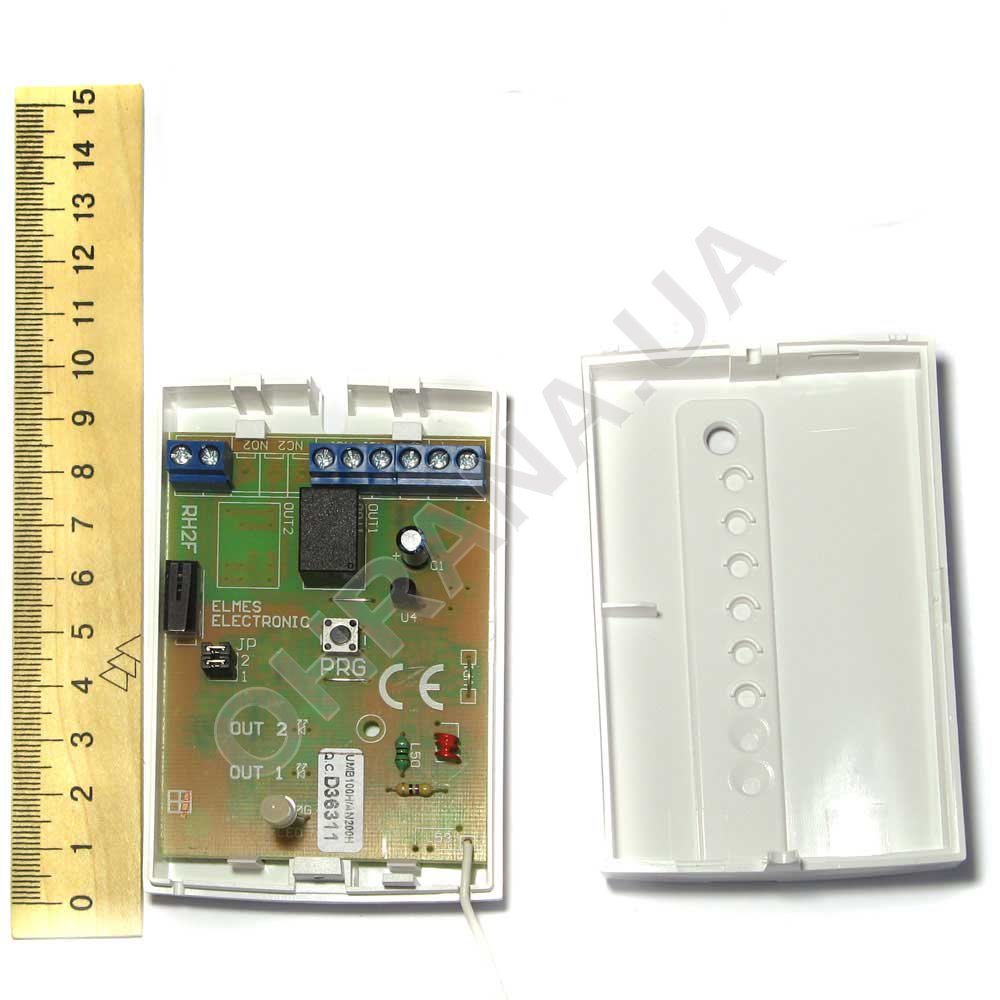 15
14
13
12
11
10
9
8
7
6
5
4
3
2
1
0
NO2
NC2
OUT2
OUT1
RH2F
C1
U4
ELMES
ELECTRONIC
JP
2
1
PRG
CE
OUT 2
OUT 1
L50
UMB100H/AN200H
Q.C. D36311
OHRANA.UA